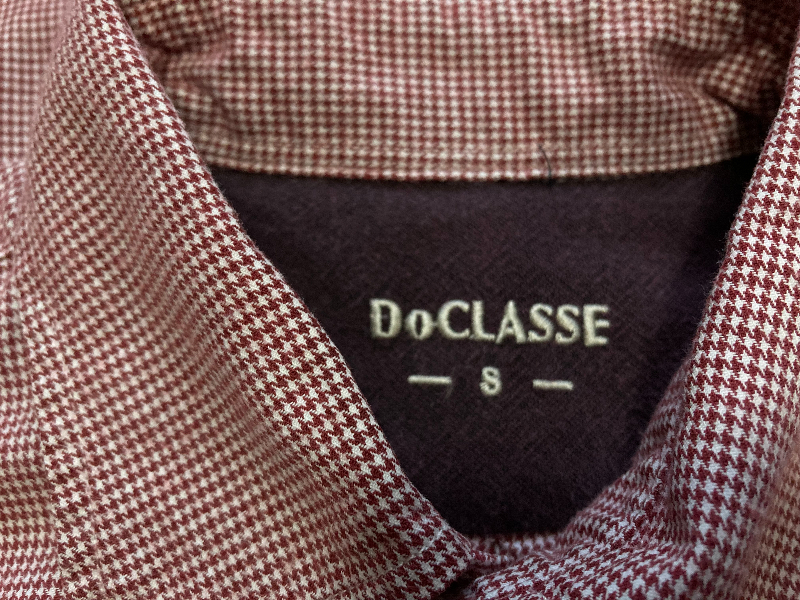 DoCLASSE
— S —